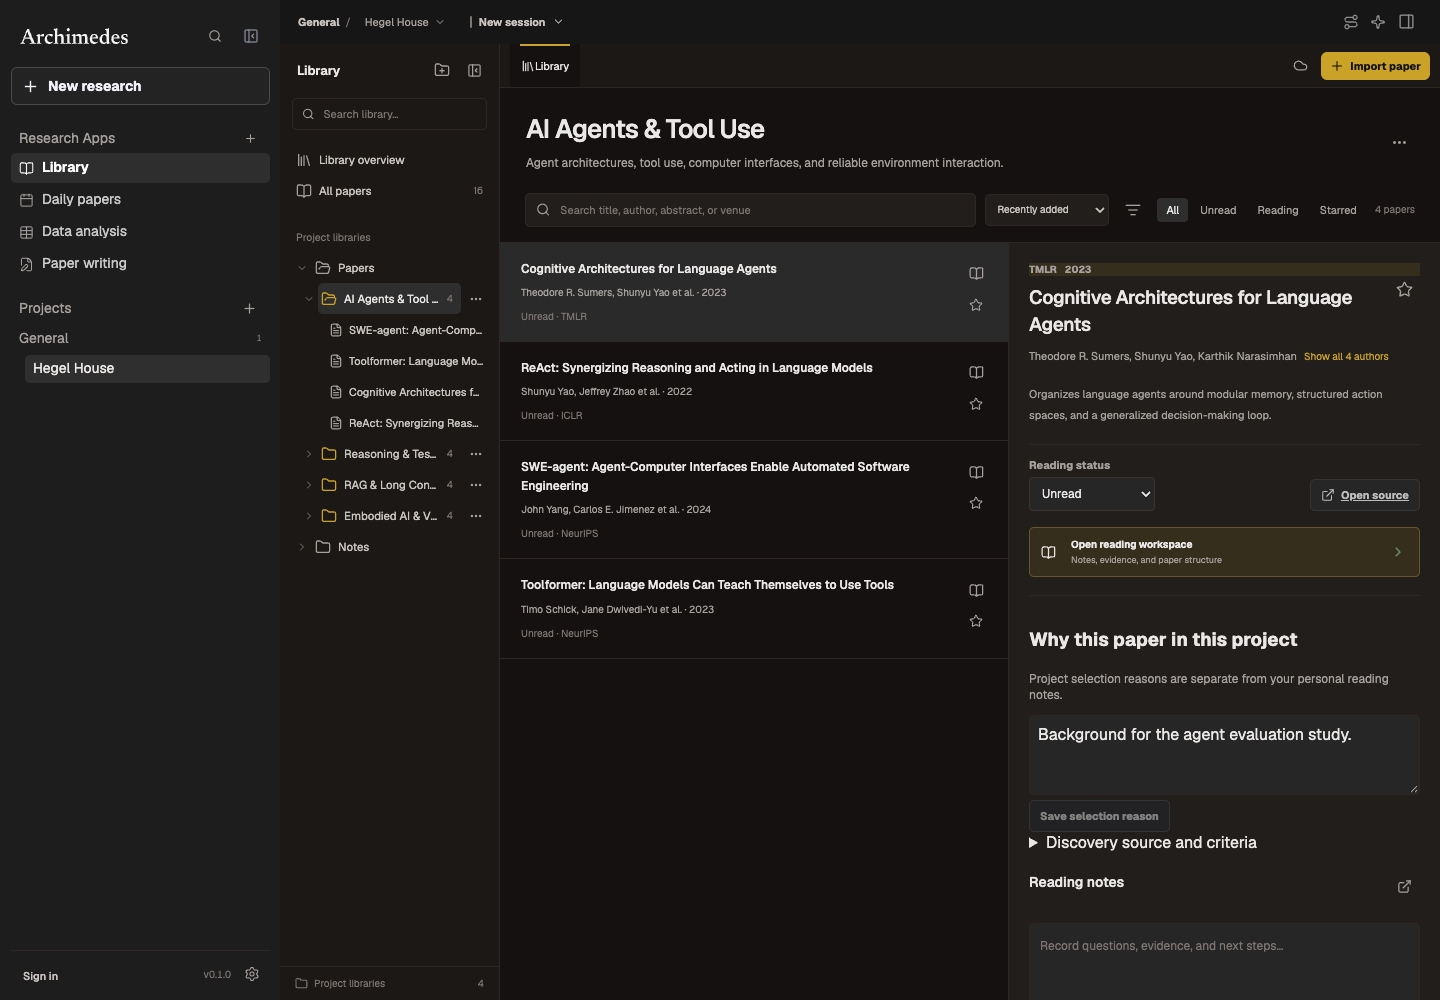 Archimedes
New research
Research Apps
Library
Daily papers
Data analysis
Paper writing
Projects
General 1
Hegel House
Sign in v0.1.0
General / Hegel House | New session
Library
Search library...
Library overview
All papers 16
Project libraries
Papers
AI Agents & Tool ... 4
SWE-agent: Agent-Comp...
Toolformer: Language Mo...
Cognitive Architectures f...
ReAct: Synergizing Reas...
Reasoning & Tes... 4
RAG & Long Con... 4
Embodied AI & V... 4
Notes
Project libraries 4
Library
Import paper
AI Agents & Tool Use
Agent architectures, tool use, computer interfaces, and reliable environment interaction.
Search title, author, abstract, or venue
Recently added
All Unread Reading Starred 4 papers
Cognitive Architectures for Language Agents
Theodore R. Sumers, Shunyu Yao et al. · 2023
Unread · TMLR
ReAct: Synergizing Reasoning and Acting in Language Models
Shunyu Yao, Jeffrey Zhao et al. · 2022
Unread · ICLR
SWE-agent: Agent-Computer Interfaces Enable Automated Software
Engineering
John Yang, Carlos E. Jimenez et al. · 2024
Unread · NeurIPS
Toolformer: Language Models Can Teach Themselves to Use Tools
Timo Schick, Jane Dwivedi-Yu et al. · 2023
Unread · NeurIPS
TMLR 2023
Cognitive Architectures for Language
Agents
Theodore R. Sumers, Shunyu Yao, Karthik Narasimhan Show all 4 authors
Organizes language agents around modular memory, structured action
spaces, and a generalized decision-making loop.
Reading status
Unread
Open source
Open reading workspace
Notes, evidence, and paper structure
Why this paper in this project
Project selection reasons are separate from your personal reading
notes.
Background for the agent evaluation study.
Save selection reason
Discovery source and criteria
Reading notes
Record questions, evidence, and next steps...